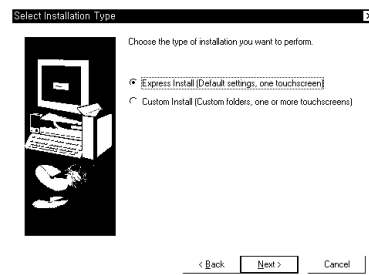 Select Installation Type
Choose the type of installation you want to perform.
Express Install (Default settings, one touchscreen)
Custom Install (Custom folders, one or more touchscreens)
< Back
Next >
Cancel